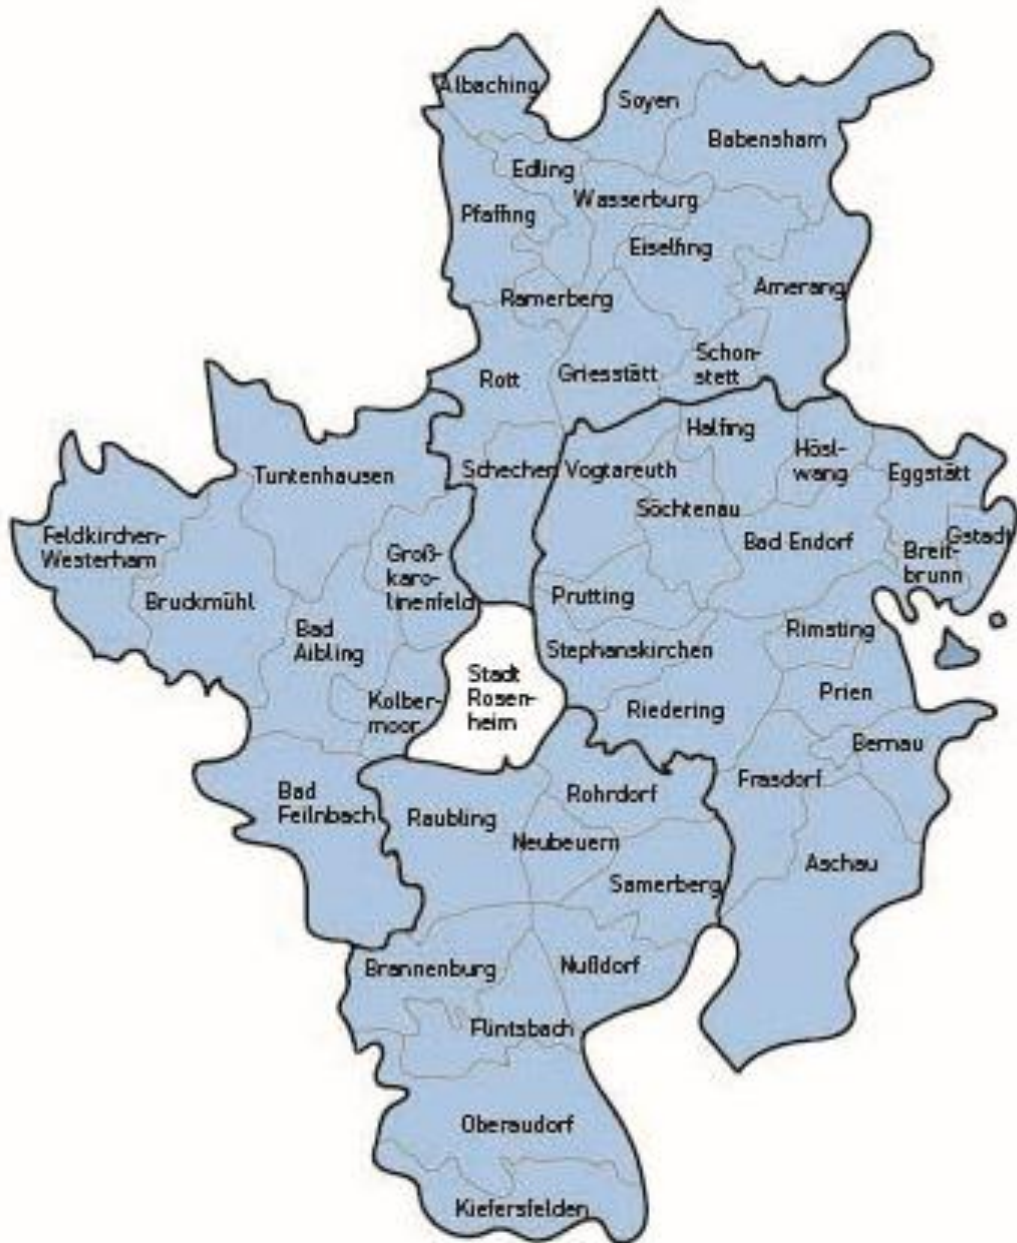 Albaching
Soyen
Babensham
Edling
Wasserburg
Pfaffing
Eiselfing
Amerang
Ramerberg
Schon-
stett
Rott
Griesstätt
Halfing
Hösl-
wang
Schechen
Vogtareuth
Eggstätt
Tuntenhausen
Söchtenau
Feldkirchen-
Westerham
Bad Endorf
Gstadt
Breit-
brunn
Groß-
karo-
linenfeld
Bruckmühl
Prutting
Bad
Aibling
Rimsting
Stephanskirchen
Stadt
Rosen-
heim
Kolber-
moor
Prien
Riedering
Bernau
Frasdorf
Bad
Feilnbach
Rohrdorf
Raubling
Neubeuern
Aschau
Samerberg
Brannenburg
Nußdorf
Flintsbach
Oberaudorf
Kiefersfelden